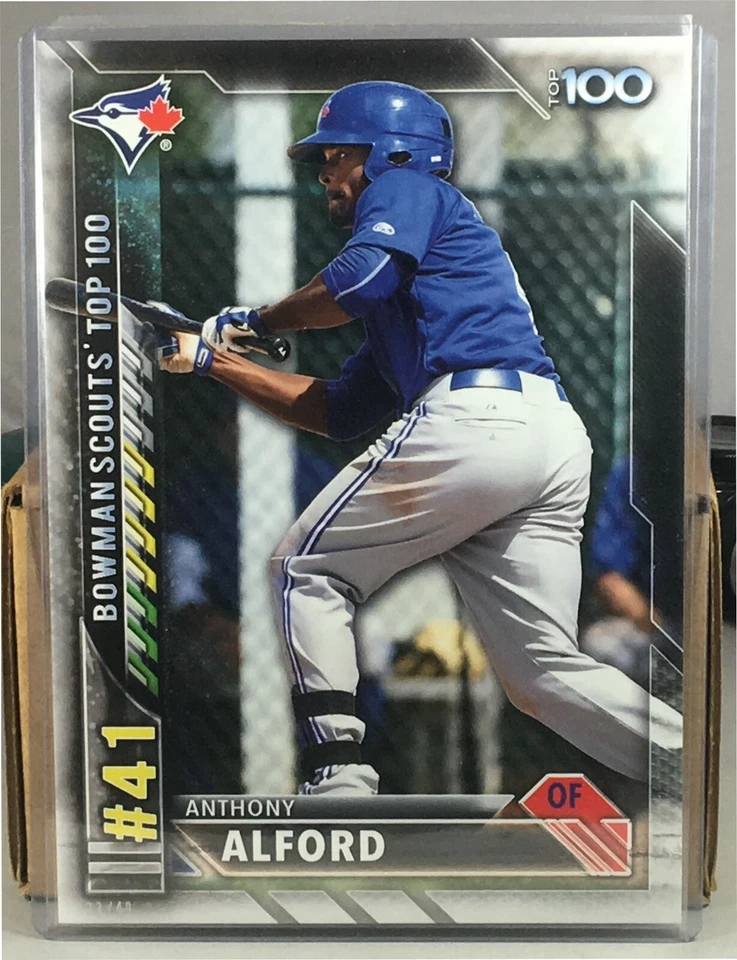 TOP 100
BOWMAN SCOUTS' TOP 100
#41
OF
ANTHONY
ALFORD